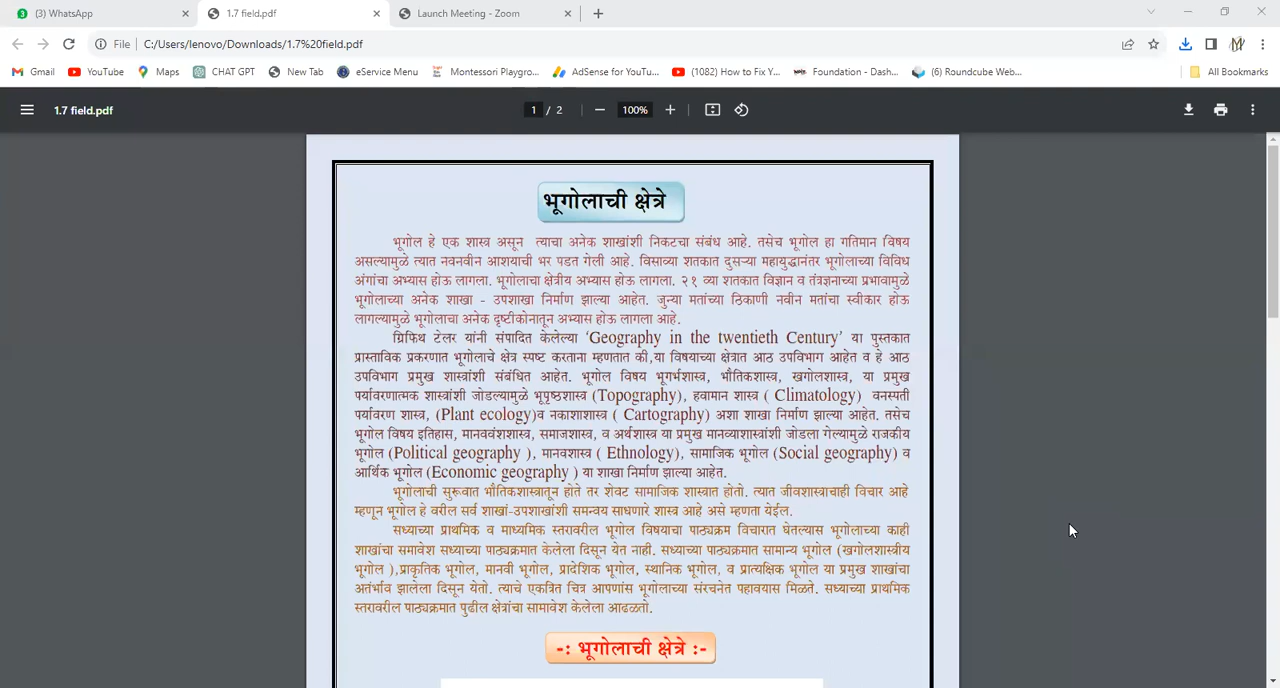 (3) WhatsApp
1.7 field.pdf
Launch Meeting - Zoom
File
C:/Users/lenovo/Downloads/1.7%20field.pdf
Gmail
YouTube
Maps
CHAT GPT
New Tab
eService Menu
Montessori Playgro...
AdSense for YouTu...
(1082) How to Fix Y...
Foundation - Dash...
(6) Roundcube Web...
All Bookmarks
1.7 field.pdf
1 / 2
100%
भूगोलाची क्षेत्रे
भूगोल हे एक शास्त्र असून त्याचा अनेक शाखांशी निकटचा संबंध आहे. तसेच भूगोल हा गतिमान विषय
असल्यामुळे त्यात नवनवीन आशयाची भर पडत गेली आहे. विसाव्या शतकात दुसऱ्या महायुद्धानंतर भूगोलाच्या विविध
अंगांचा अभ्यास होऊ लागला. भूगोलाचा क्षेत्रीय अभ्यास होऊ लागला. २१ व्या शतकात विज्ञान व तंत्रज्ञनाच्या प्रभावामुळे
भूगोलाच्या अनेक शाखा - उपशाखा निर्माण झाल्या आहेत. जुन्या मतांच्या ठिकाणी नवीन मतांचा स्वीकार होऊ
लागल्यामुळे भूगोलाचा अनेक दृष्टीकोनातून अभ्यास होऊ लागला आहे.
ग्रिफिथ टेलर यांनी संपादित केलेल्या ‘Geography in the twentieth Century’ या पुस्तकात
प्रास्ताविक प्रकरणात भूगोलाचे क्षेत्र स्पष्ट करताना म्हणतात की,या विषयाच्या क्षेत्रात आठ उपविभाग आहेत व हे आठ
उपविभाग प्रमुख शास्त्रांशी संबंधित आहेत. भूगोल विषय भूगर्भशास्त्र, भौतिकशास्त्र, खगोलशास्त्र, या प्रमुख
पर्यावरणात्मक शास्त्रांशी जोडल्यामुळे भूपृष्ठशास्त्र (Topography), हवामान शास्त्र ( Climatology) वनस्पती
पर्यावरण शास्त्र, (Plant ecology)व नकाशाशास्त्र ( Cartography) अशा शाखा निर्माण झाल्या आहेत. तसेच
भूगोल विषय इतिहास, मानववंशशास्त्र, समाजशास्त्र, व अर्थशास्त्र या प्रमुख मानव्याशास्त्रांशी जोडला गेल्यामुळे राजकीय
भूगोल (Political geography ), मानवशास्त्र ( Ethnology), सामाजिक भूगोल (Social geography) व
आर्थिक भूगोल (Economic geography ) या शाखा निर्माण झाल्या आहेत.
भूगोलाची सुरूवात भौतिकशास्त्रातून होते तर शेवट सामाजिक शास्त्रात होतो. त्यात जीवशास्त्राचाही विचार आहे
म्हणून भूगोल हे वरील सर्व शाखां-उपशाखांशी समन्वय साधणारे शास्त्र आहे असे म्हणता येईल.
सध्याच्या प्राथमिक व माध्यमिक स्तरावरील भूगोल विषयाचा पाठ्यक्रम विचारात घेतल्यास भूगोलाच्या काही
शाखांचा समावेश सध्याच्या पाठ्यक्रमात केलेला दिसून येत नाही. सध्याच्या पाठ्यक्रमात सामान्य भूगोल (खगोलशास्त्रीय
भूगोल ),प्राकृतिक भूगोल, मानवी भूगोल, प्रादेशिक भूगोल, स्थानिक भूगोल, व प्रात्यक्षिक भूगोल या प्रमुख शाखांचा
अंतर्भाव झालेला दिसून येतो. त्याचे एकत्रित चित्र आपणांस भूगोलाच्या संरचनेत पहावयास मिळते. सध्याच्या प्राथमिक
स्तरावरील पाठ्यक्रमात पुढील क्षेत्रांचा सामावेश केलेला आढळतो.
-: भूगोलाची क्षेत्रे :-